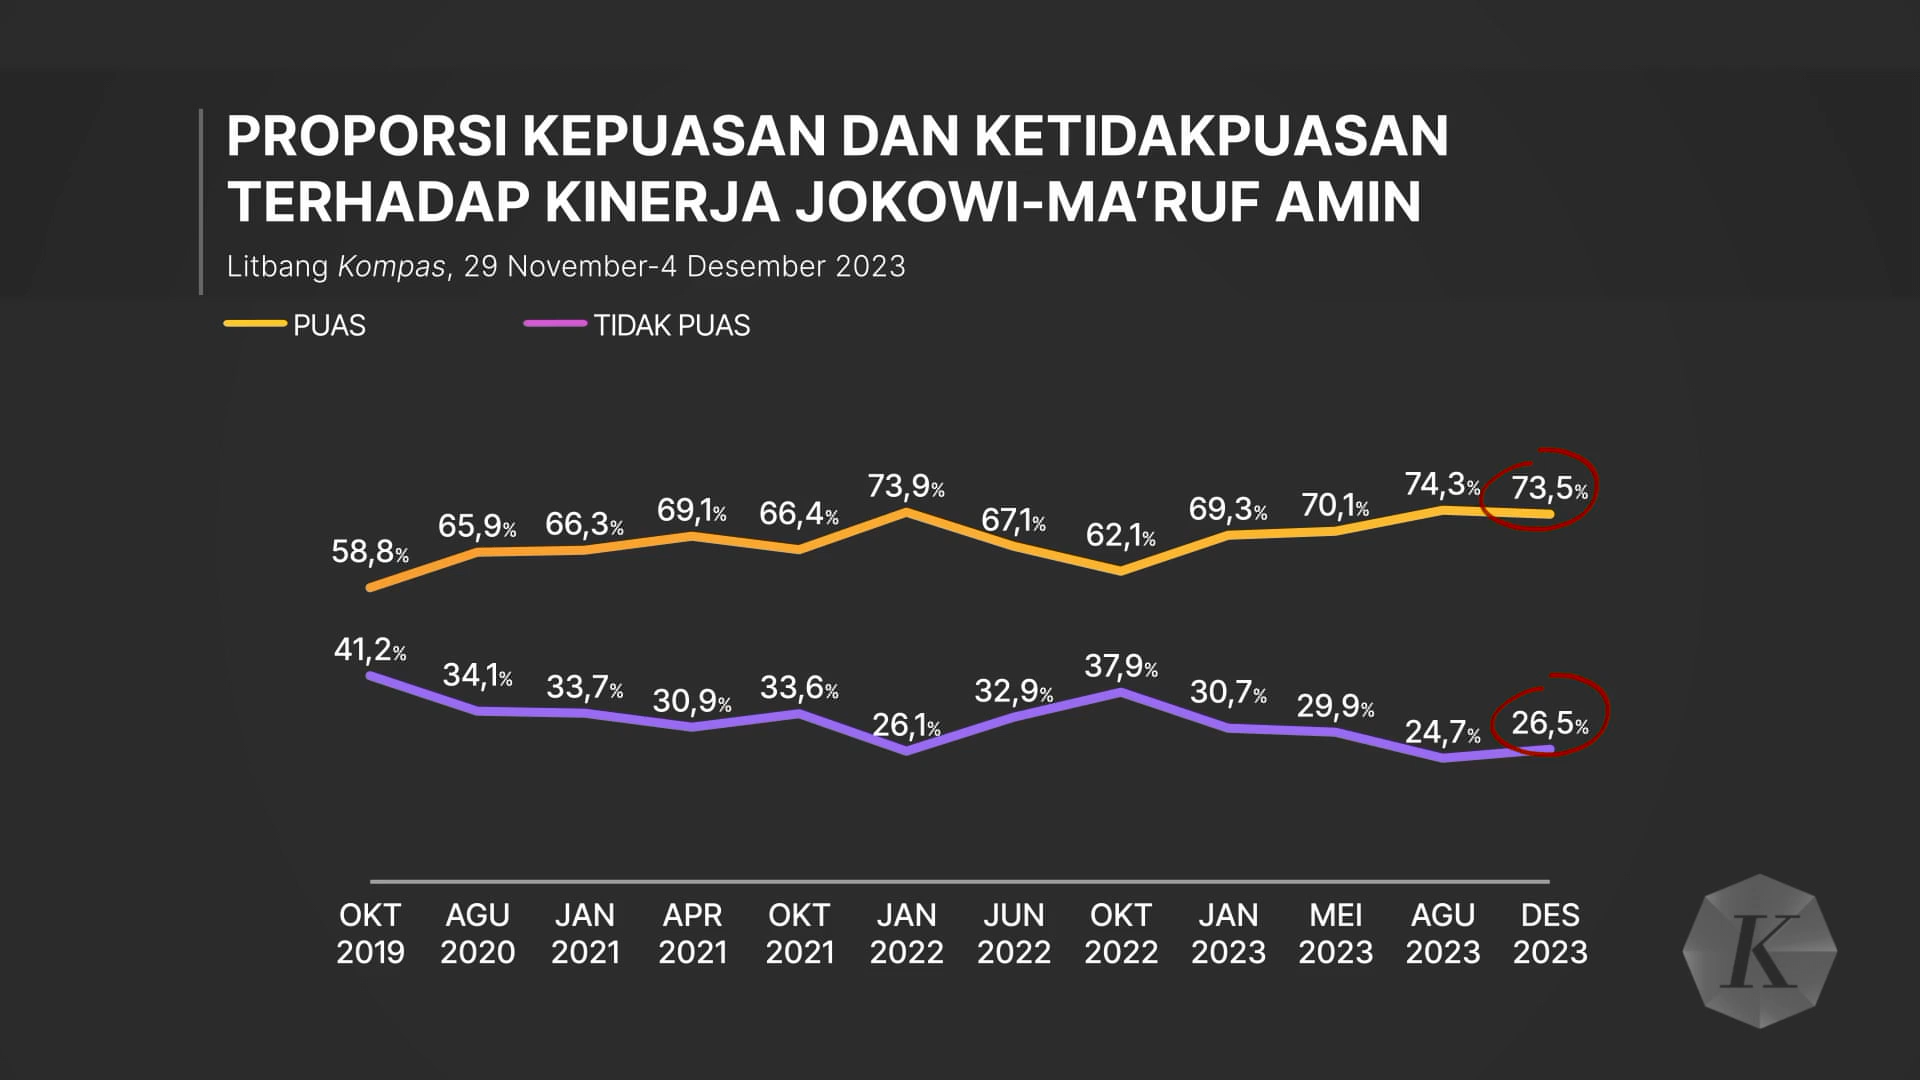 PROPORSI KEPUASAN DAN KETIDAKPUASAN
TERHADAP KINERJA JOKOWI-MA’RUF AMIN
Litbang Kompas, 29 November-4 Desember 2023
PUAS TIDAK PUAS
58,8% 65,9% 66,3% 69,1% 66,4% 73,9% 67,1% 62,1% 69,3% 70,1% 74,3% 73,5%
41,2% 34,1% 33,7% 30,9% 33,6% 26,1% 32,9% 37,9% 30,7% 29,9% 24,7% 26,5%
OKT AGU JAN APR OKT JAN JUN OKT JAN MEI AGU DES
2019 2020 2021 2021 2021 2022 2022 2022 2023 2023 2023 2023
K